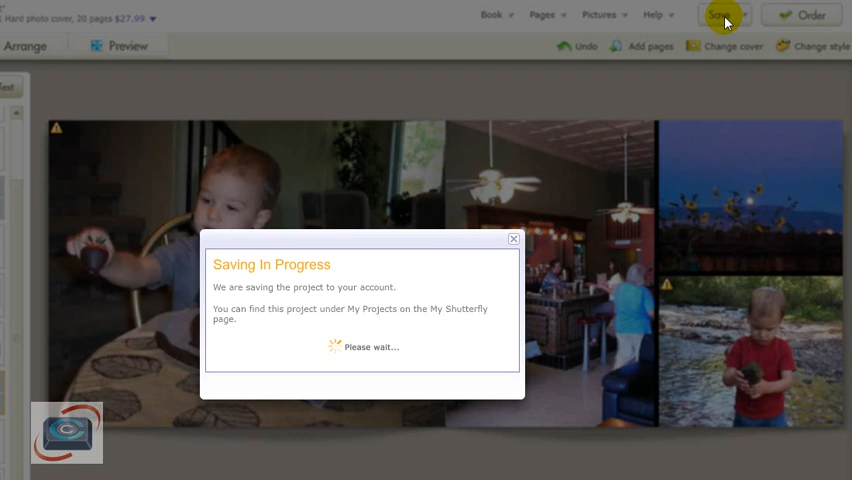 Hard photo cover, 20 pages $27.99
Book Pages Pictures Help Save Order
Arrange Preview
Undo Add pages Change cover Change style
Text
Saving In Progress
We are saving the project to your account.
You can find this project under My Projects on the My Shutterfly
page.
Please wait...